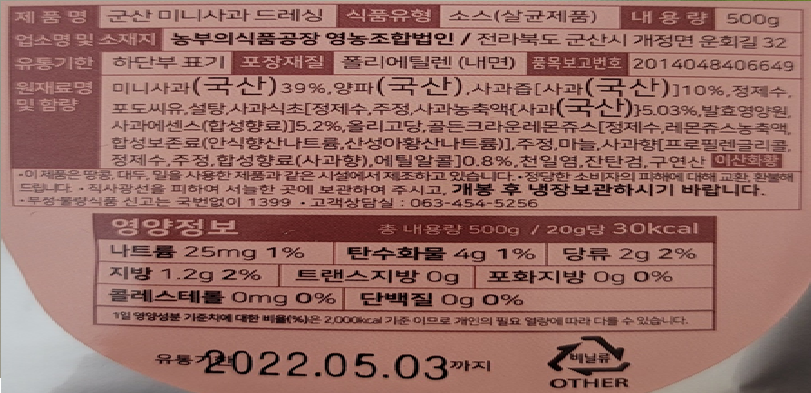 제품명 군산 미니사과 드레싱 식품유형 소스(살균제품) 내용량 500g
업소명 및 소재지 농부의식품공장 영농조합법인 / 전라북도 군산시 개정면 운회길 32
유통기한 하단부 표기 포장재질 폴리에틸렌 (내면) 품목보고번호 2014048406649
원재료명 및 함량 미니사과(국산)39%,양파(국산),사과즙[사과(국산)]10%,정제수,
포도씨유,설탕,사과식초[정제수,주정,사과농축액{사과(국산)}5.03%,발효영양원,
사과에센스(합성향료)]5.2%,올리고당,골든크라운레몬쥬스[정제수,레몬쥬스농축액,
합성보존료(안식향산나트륨,산성아황산나트륨)],주정,마늘,사과향[프로필렌글리콜,
정제수,주정,합성향료(사과향),에틸알콜]0.8%,천일염,잔탄검,구연산 이산화황
•이 제품은 땅콩, 대두, 밀을 사용한 제품과 같은 시설에서 제조하고 있습니다. •정당한 소비자의 피해에 대해 교환, 환불해
드립니다. •직사광선을 피하여 서늘한 곳에 보관하여 주시고, 개봉 후 냉장보관하시기 바랍니다.
•부정·불량식품 신고는 국번없이 1399 •고객상담실 : 063-454-5256
영양정보 총 내용량 500g / 20g당 30kcal
나트륨 25mg 1% 탄수화물 4g 1% 당류 2g 2%
지방 1.2g 2% 트랜스지방 0g 포화지방 0g 0%
콜레스테롤 0mg 0% 단백질 0g 0%
1일 영양성분 기준치에 대한 비율(%)은 2,000kcal 기준이므로 개인의 필요 열량에 따라 다를 수 있습니다.
유통기한 2022.05.03까지
비닐류
OTHER